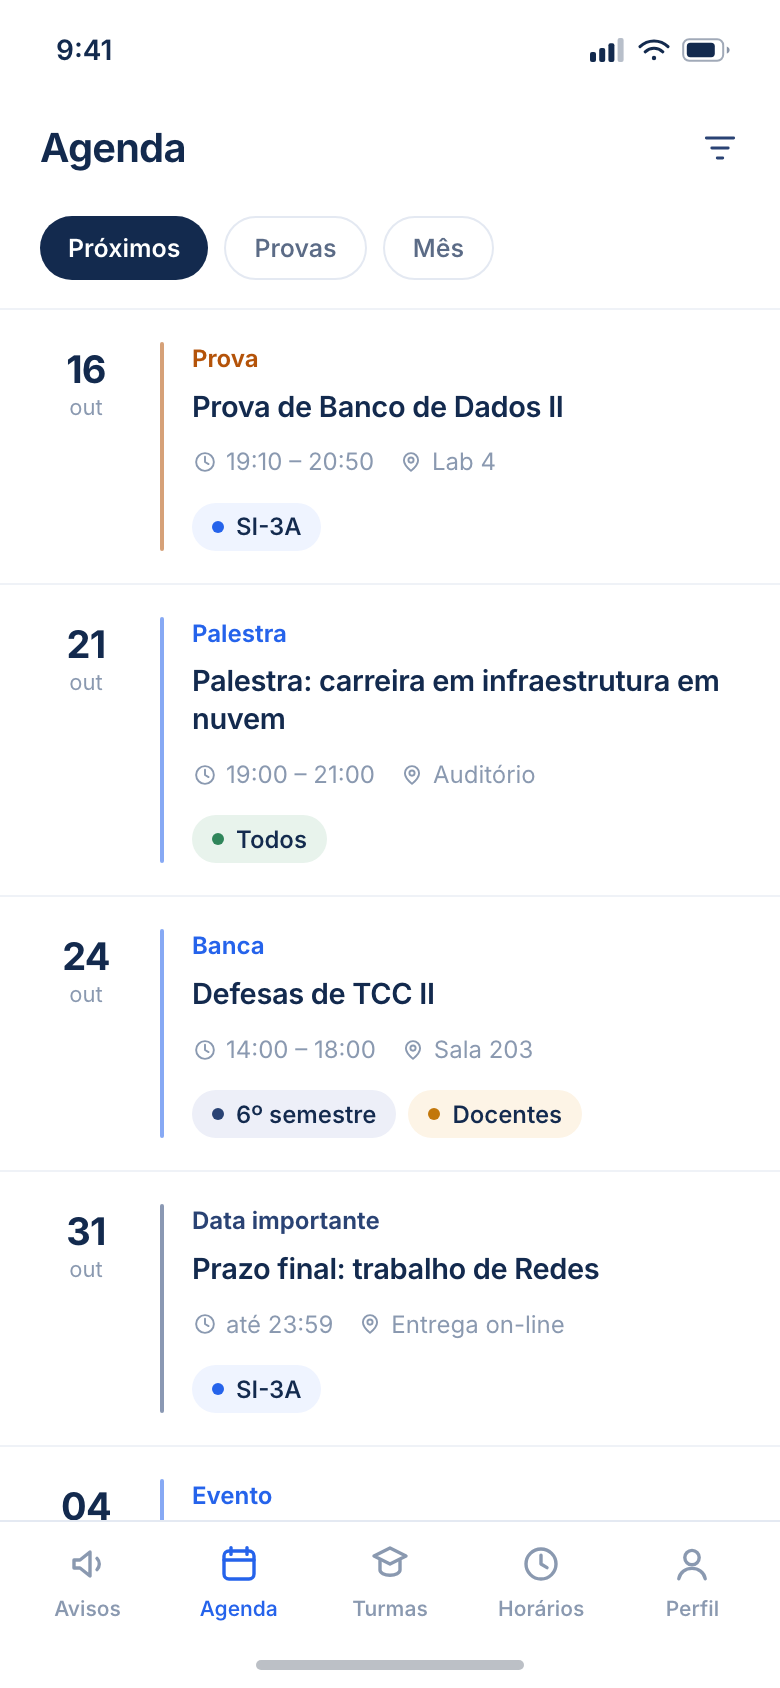 9:41
Agenda
Próximos Provas Mês
16 out
Prova
Prova de Banco de Dados II
19:10 – 20:50 Lab 4
SI-3A
21 out
Palestra
Palestra: carreira em infraestrutura em
nuvem
19:00 – 21:00 Auditório
Todos
24 out
Banca
Defesas de TCC II
14:00 – 18:00 Sala 203
6º semestre Docentes
31 out
Data importante
Prazo final: trabalho de Redes
até 23:59 Entrega on-line
SI-3A
04
Evento
Avisos Agenda Turmas Horários Perfil